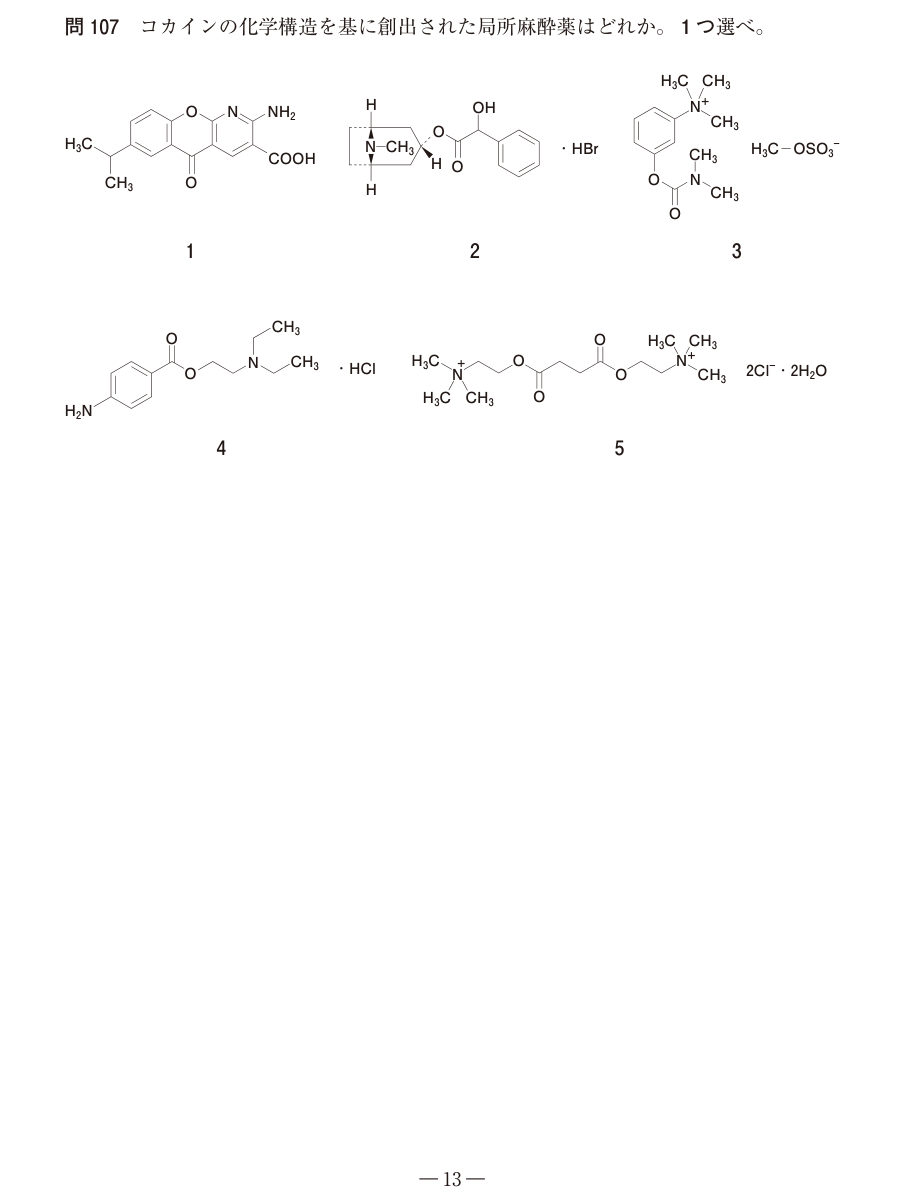 問 107 コカインの化学構造を基に創出された局所麻酔薬はどれか。1つ選べ。
O N NH₂
H₃C
COOH
CH₃ O
1
H
OH
O
N CH₃
H O
H
· HBr
2
H₃C CH₃
N⁺
CH₃
CH₃
O N
CH₃
O
H₃C−OSO₃⁻
3
CH₃
O
N CH₃
O
H₂N
· HCl
4
O H₃C CH₃
H₃C N⁺ O N⁺
O CH₃
H₃C CH₃ O
2Cl⁻ · 2H₂O
5
— 13 —